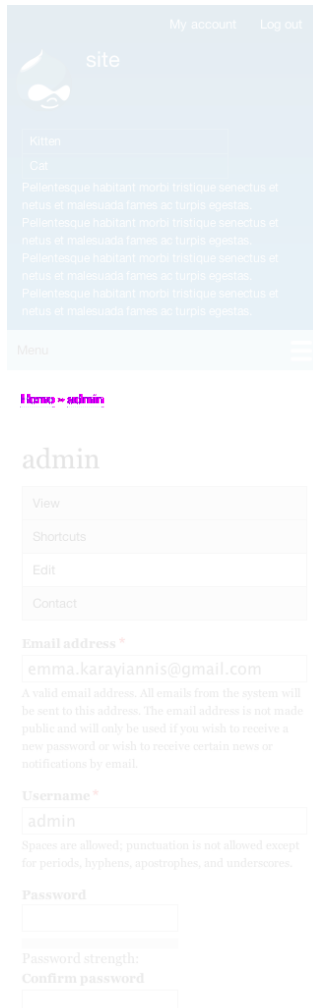 My account Log out
site
Kitten
Cat
Pellentesque habitant morbi tristique senectus et
netus et malesuada fames ac turpis egestas.
Pellentesque habitant morbi tristique senectus et
netus et malesuada fames ac turpis egestas.
Pellentesque habitant morbi tristique senectus et
netus et malesuada fames ac turpis egestas.
Pellentesque habitant morbi tristique senectus et
netus et malesuada fames ac turpis egestas.
Menu
Home » admin
admin
View
Shortcuts
Edit
Contact
Email address *
emma.karayiannis@gmail.com
A valid email address. All emails from the system will
be sent to this address. The email address is not made
public and will only be used if you wish to receive a
new password or wish to receive certain news or
notifications by email.
Username *
admin
Spaces are allowed; punctuation is not allowed except
for periods, hyphens, apostrophes, and underscores.
Password
Password strength:
Confirm password